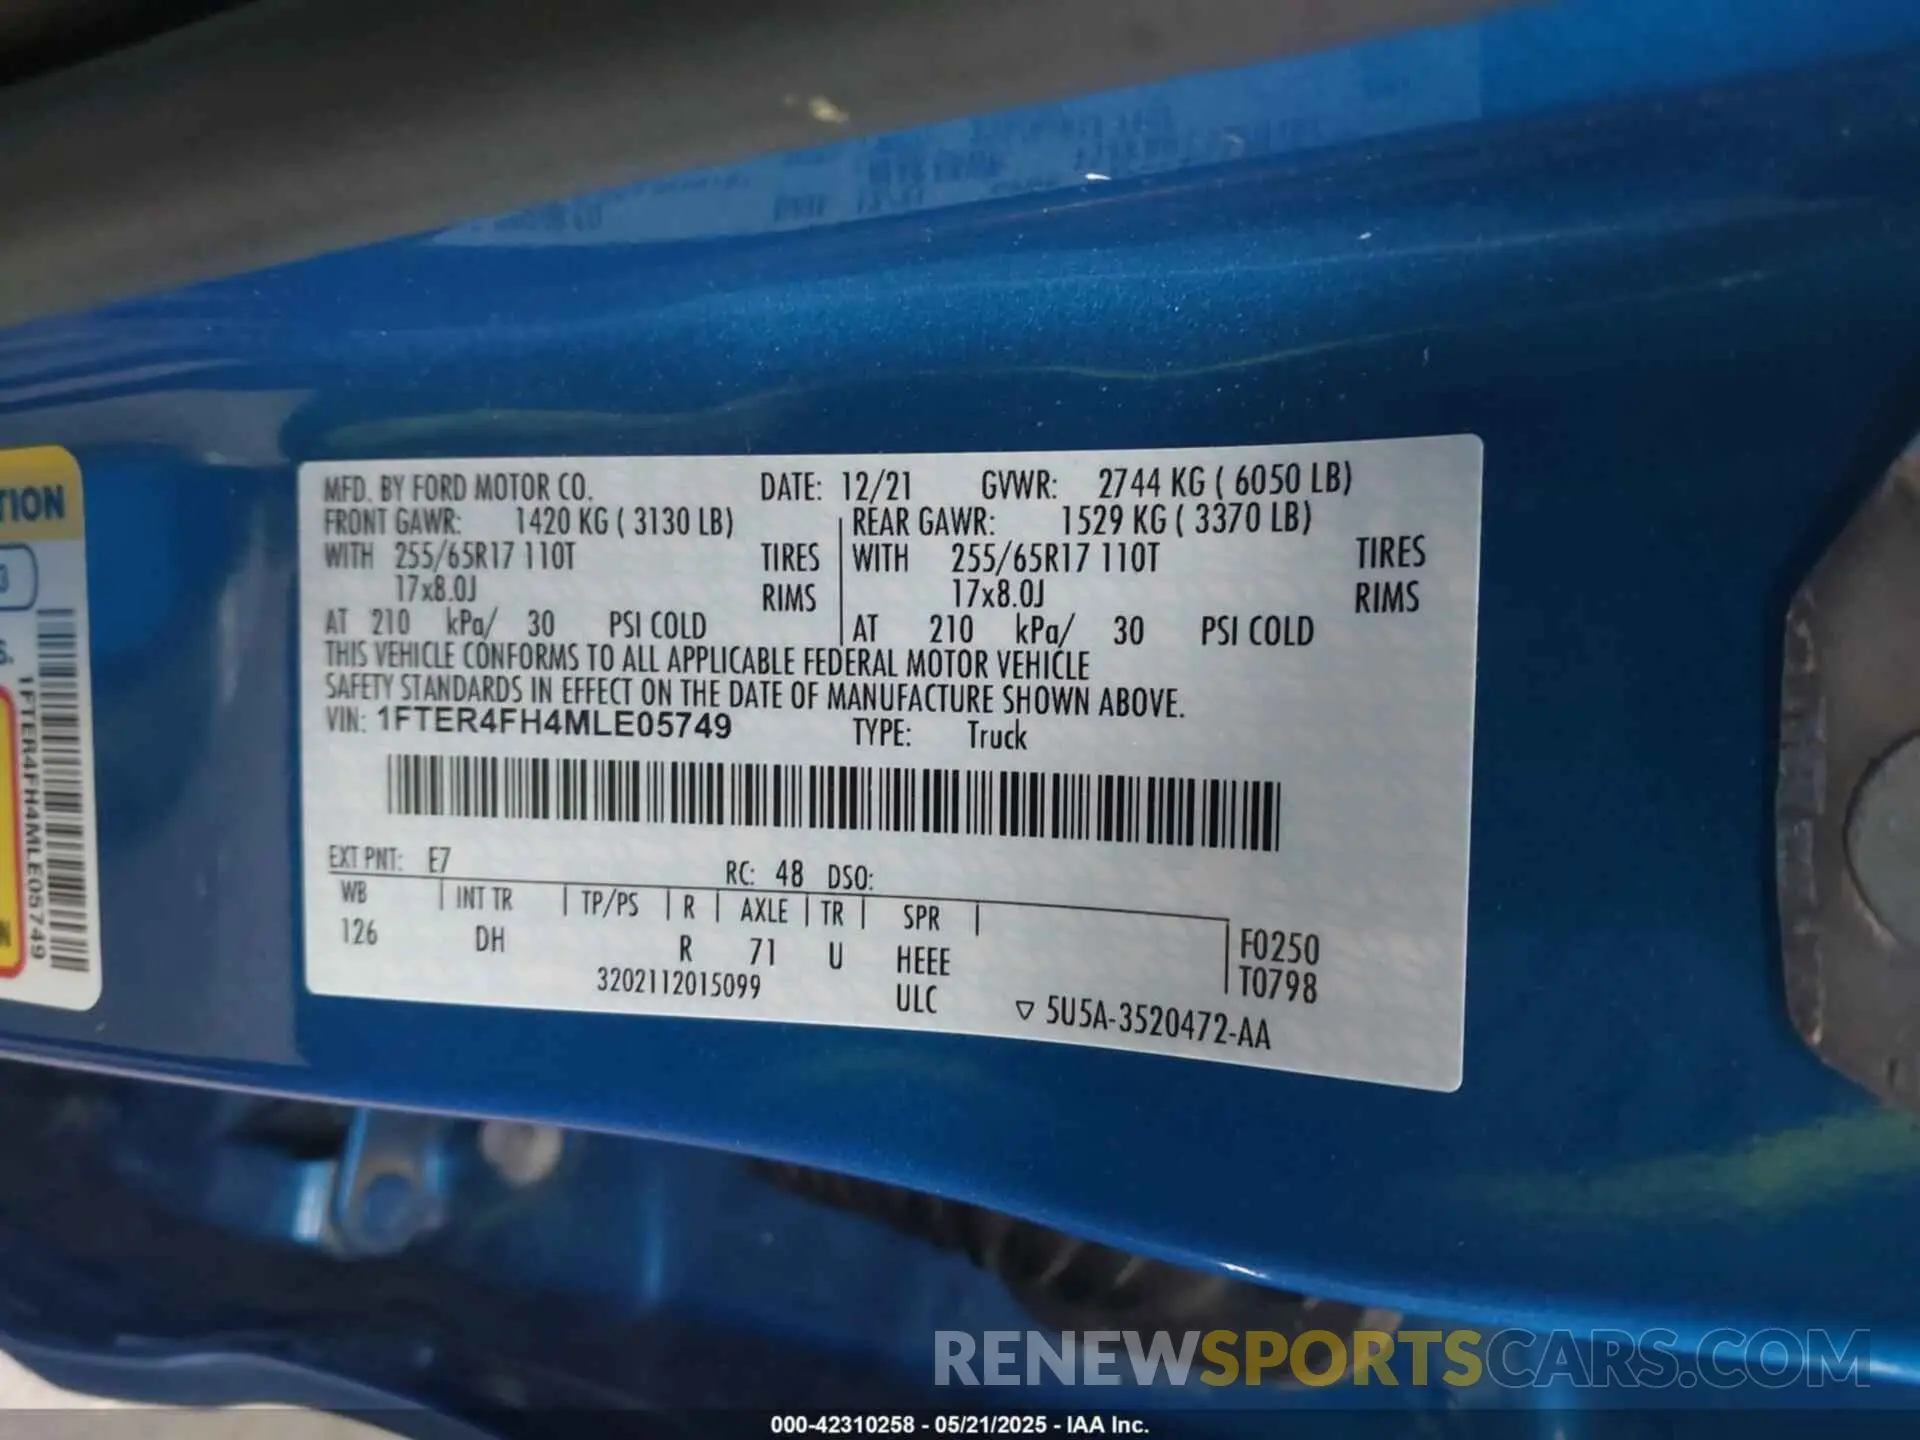 MFD. BY FORD MOTOR CO. DATE: 12/21 GVWR: 2744 KG ( 6050 LB)
FRONT GAWR: 1420 KG ( 3130 LB) REAR GAWR: 1529 KG ( 3370 LB)
WITH 255/65R17 110T TIRES WITH 255/65R17 110T TIRES
17x8.0J RIMS 17x8.0J RIMS
AT 210 kPa/ 30 PSI COLD AT 210 kPa/ 30 PSI COLD
THIS VEHICLE CONFORMS TO ALL APPLICABLE FEDERAL MOTOR VEHICLE
SAFETY STANDARDS IN EFFECT ON THE DATE OF MANUFACTURE SHOWN ABOVE.
VIN: 1FTER4FH4MLE05749 TYPE: Truck
EXT PNT: E7 RC: 48 DSO:
WB INT TR TP/PS R AXLE TR SPR
126 DH R 71 U HEEE F0250
3202112015099 ULC T0798
▽ 5U5A-3520472-AA
TION
3
S.
1FTER4FH4MLE05749
N
RENEWSPORTSCARS.COM
000-42310258 - 05/21/2025 - IAA Inc.